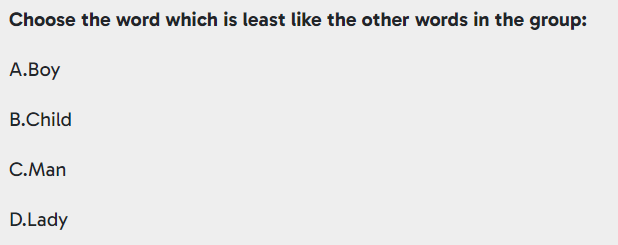 Choose the word which is least like the other words in the group:
A.Boy
B.Child
C.Man
D.Lady